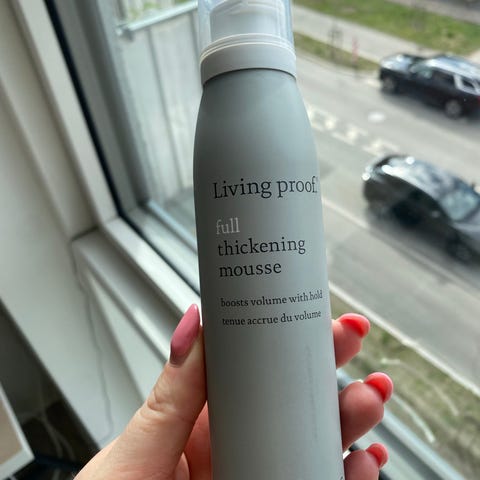 Living proof.
full
thickening
mousse
boosts volume with hold
tenue accrue du volume